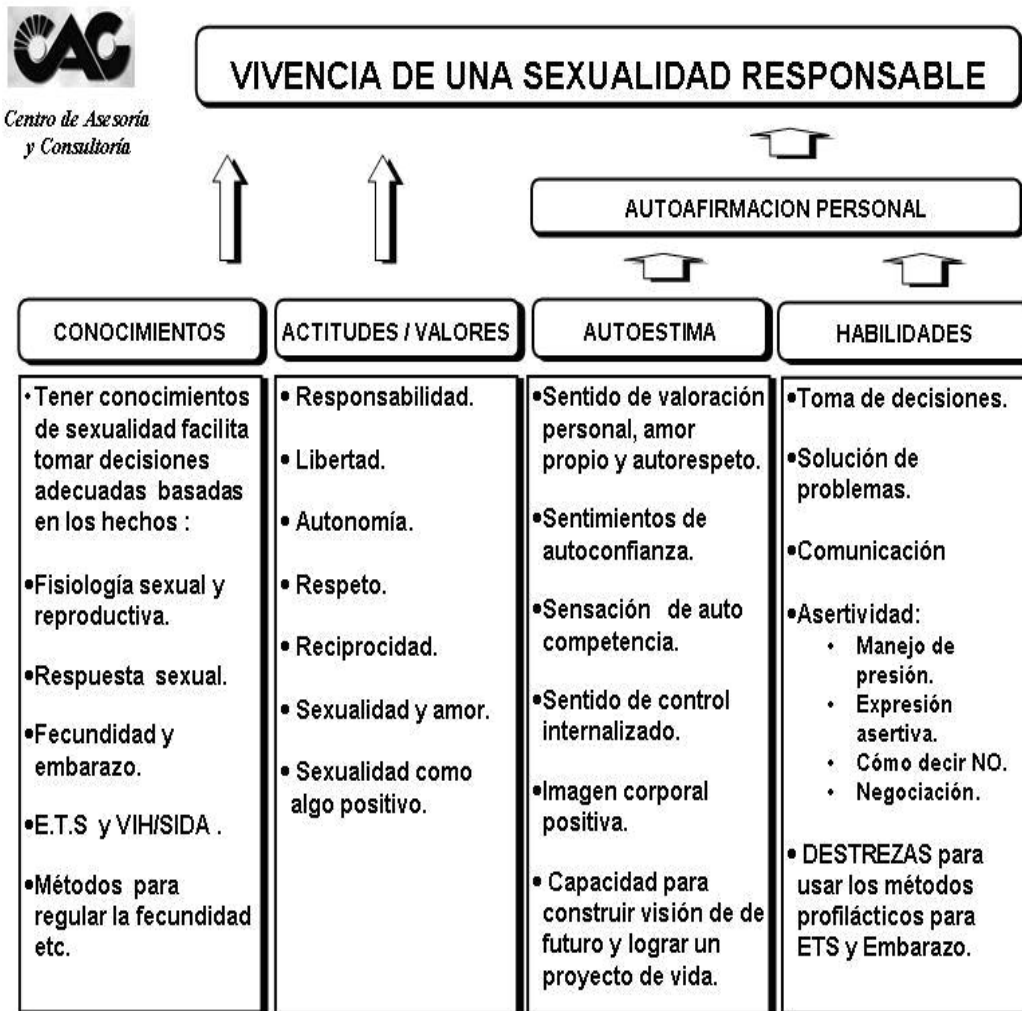 CAC
Centro de Asesoría
y Consultoría
VIVENCIA DE UNA SEXUALIDAD RESPONSABLE
AUTOAFIRMACION PERSONAL
CONOCIMIENTOS
• Tener conocimientos
de sexualidad facilita
tomar decisiones
adecuadas basadas
en los hechos :
•Fisiología sexual y
reproductiva.
•Respuesta sexual.
•Fecundidad y
embarazo.
•E.T.S y VIH/SIDA .
•Métodos para
regular la fecundidad
etc.
ACTITUDES / VALORES
• Responsabilidad.
• Libertad.
• Autonomía.
• Respeto.
• Reciprocidad.
• Sexualidad y amor.
• Sexualidad como
algo positivo.
AUTOESTIMA
•Sentido de valoración
personal, amor
propio y autorespeto.
•Sentimientos de
autoconfianza.
•Sensación de auto
competencia.
•Sentido de control
internalizado.
•Imagen corporal
positiva.
• Capacidad para
construir visión de de
futuro y lograr un
proyecto de vida.
HABILIDADES
•Toma de decisiones.
•Solución de
problemas.
•Comunicación
•Asertividad:
• Manejo de
presión.
• Expresión
asertiva.
• Cómo decir NO.
• Negociación.
• DESTREZAS para
usar los métodos
profilácticos para
ETS y Embarazo.